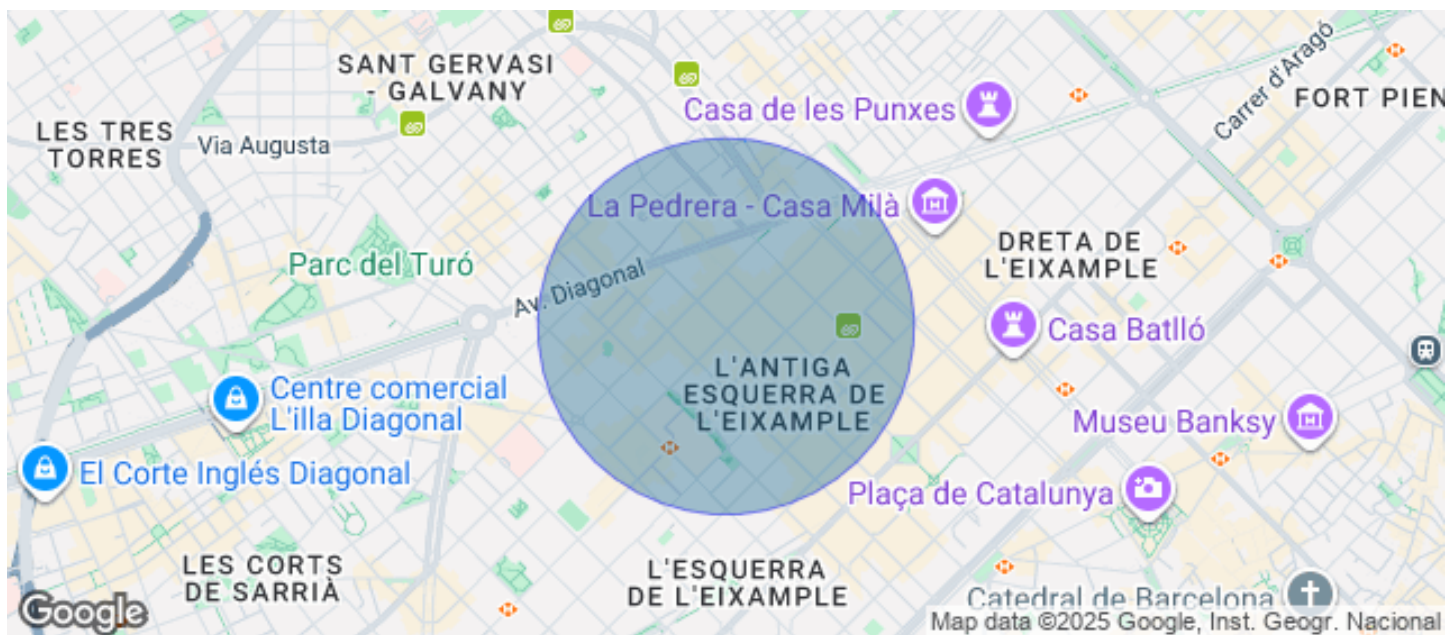 SANT GERVASI
- GALVANY
Casa de les Punxes
Carrer d'Aragó
FORT PIEN
LES TRES
TORRES
Via Augusta
La Pedrera - Casa Milà
DRETA DE
L'EIXAMPLE
Parc del Turó
Av. Diagonal
Casa Batlló
L'ANTIGA
ESQUERRA DE
L'EIXAMPLE
Centre comercial
L'illa Diagonal
Museu Banksy
El Corte Inglés Diagonal
Plaça de Catalunya
LES CORTS
DE SARRIÀ
L'ESQUERRA
DE L'EIXAMPLE
Catedral de Barcelona
Google
Map data ©2025 Google, Inst. Geogr. Nacional